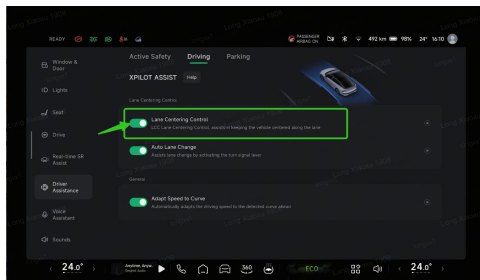 READY
PASSENGER
AIRBAG ON
492 km
98%
24°
16:10
Active Safety
Driving
Parking
Window &
Door
Lights
Seat
Drive
Real-time SR
Assist
Driver
Assistance
Voice
Assistant
Sounds
XPILOT ASSIST
Help
Lane Centering Control
Lane Centering Control
LCC Lane Centering Control, assists in keeping the vehicle centered along the lane
Auto Lane Change
Assists lane change by activating the turn signal lever
General
Adapt Speed to Curve
Automatically adapts the driving speed to the detected curve ahead
24.0°
360
ECO
24.0°